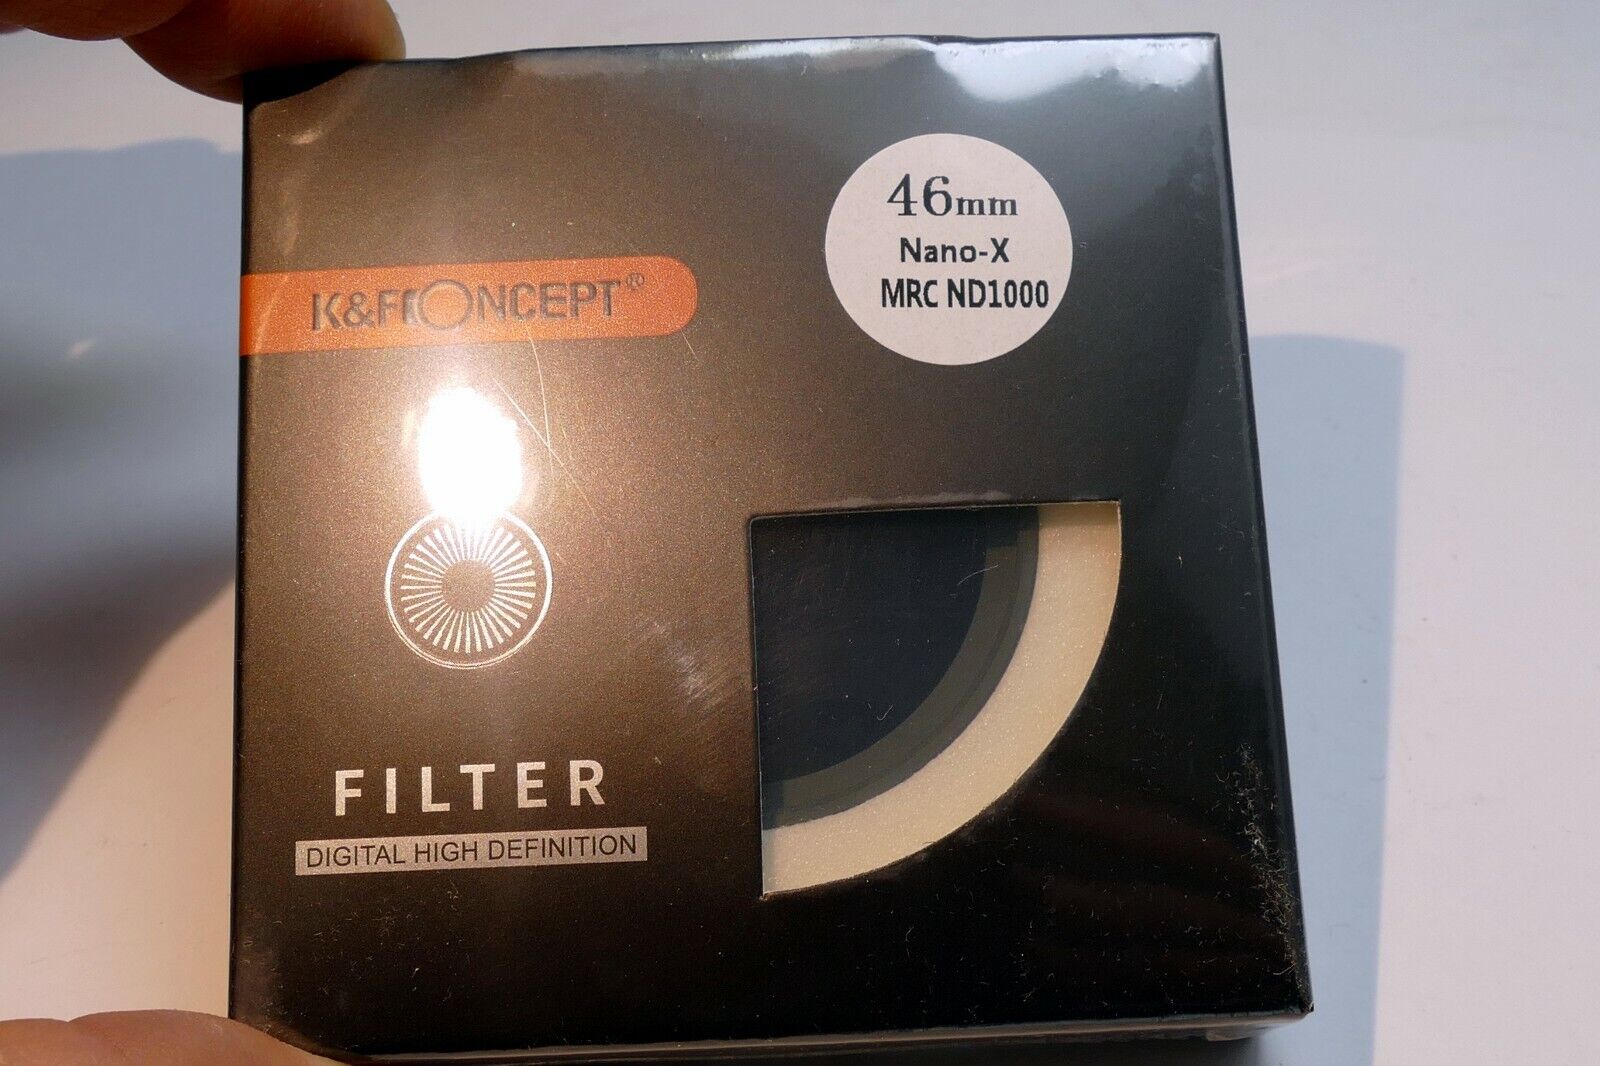 46mm
Nano-X
MRC ND1000
K&F CONCEPT®
FILTER
DIGITAL HIGH DEFINITION